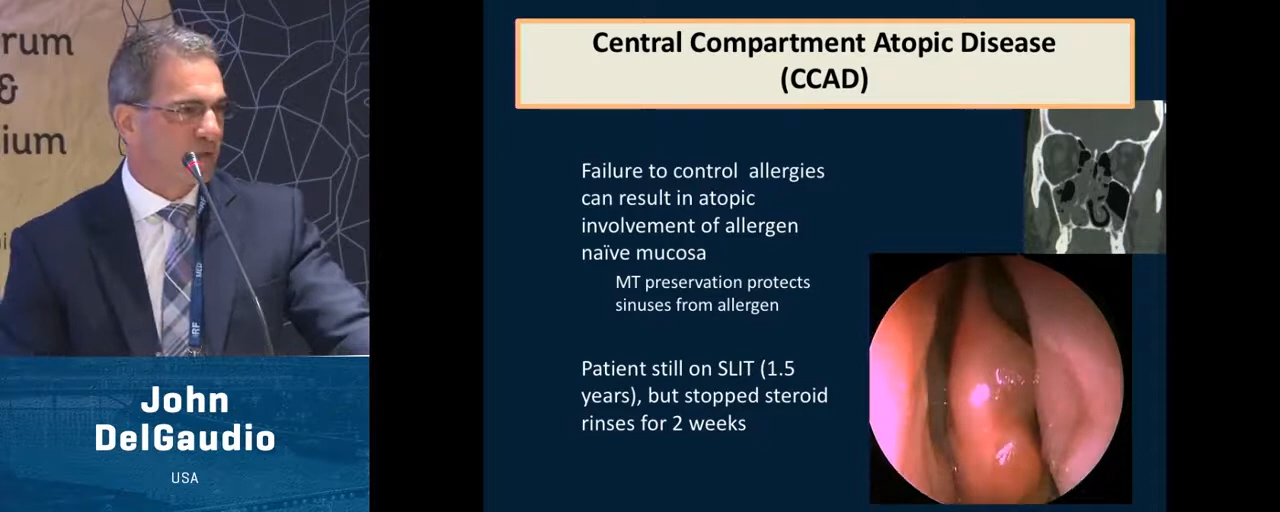 rum
&
ium
John
DelGaudio
USA
Central Compartment Atopic Disease
(CCAD)
Failure to control allergies
can result in atopic
involvement of allergen
naïve mucosa
MT preservation protects
sinuses from allergen
Patient still on SLIT (1.5
years), but stopped steroid
rinses for 2 weeks